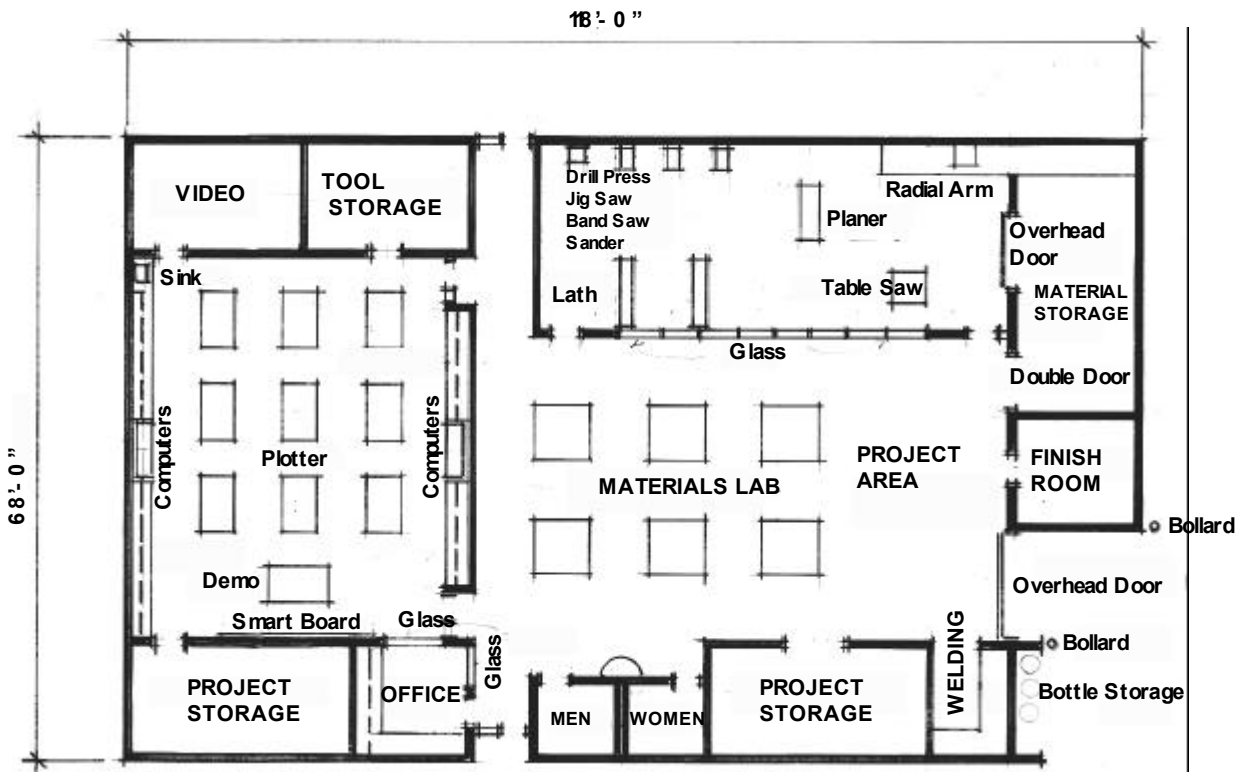 118'-0"
68'-0"
VIDEO
TOOL
STORAGE
Drill Press
Jig Saw
Band Saw
Sander
Radial Arm
Planer
Overhead
Door
Sink
Lath
Table Saw
MATERIAL
STORAGE
Glass
Double Door
Computers
Plotter
Computers
MATERIALS LAB
PROJECT
AREA
FINISH
ROOM
Bollard
Demo
Overhead Door
Smart Board
Glass
Glass
WELDING
Bollard
PROJECT
STORAGE
OFFICE
MEN
WOMEN
PROJECT
STORAGE
Bottle Storage